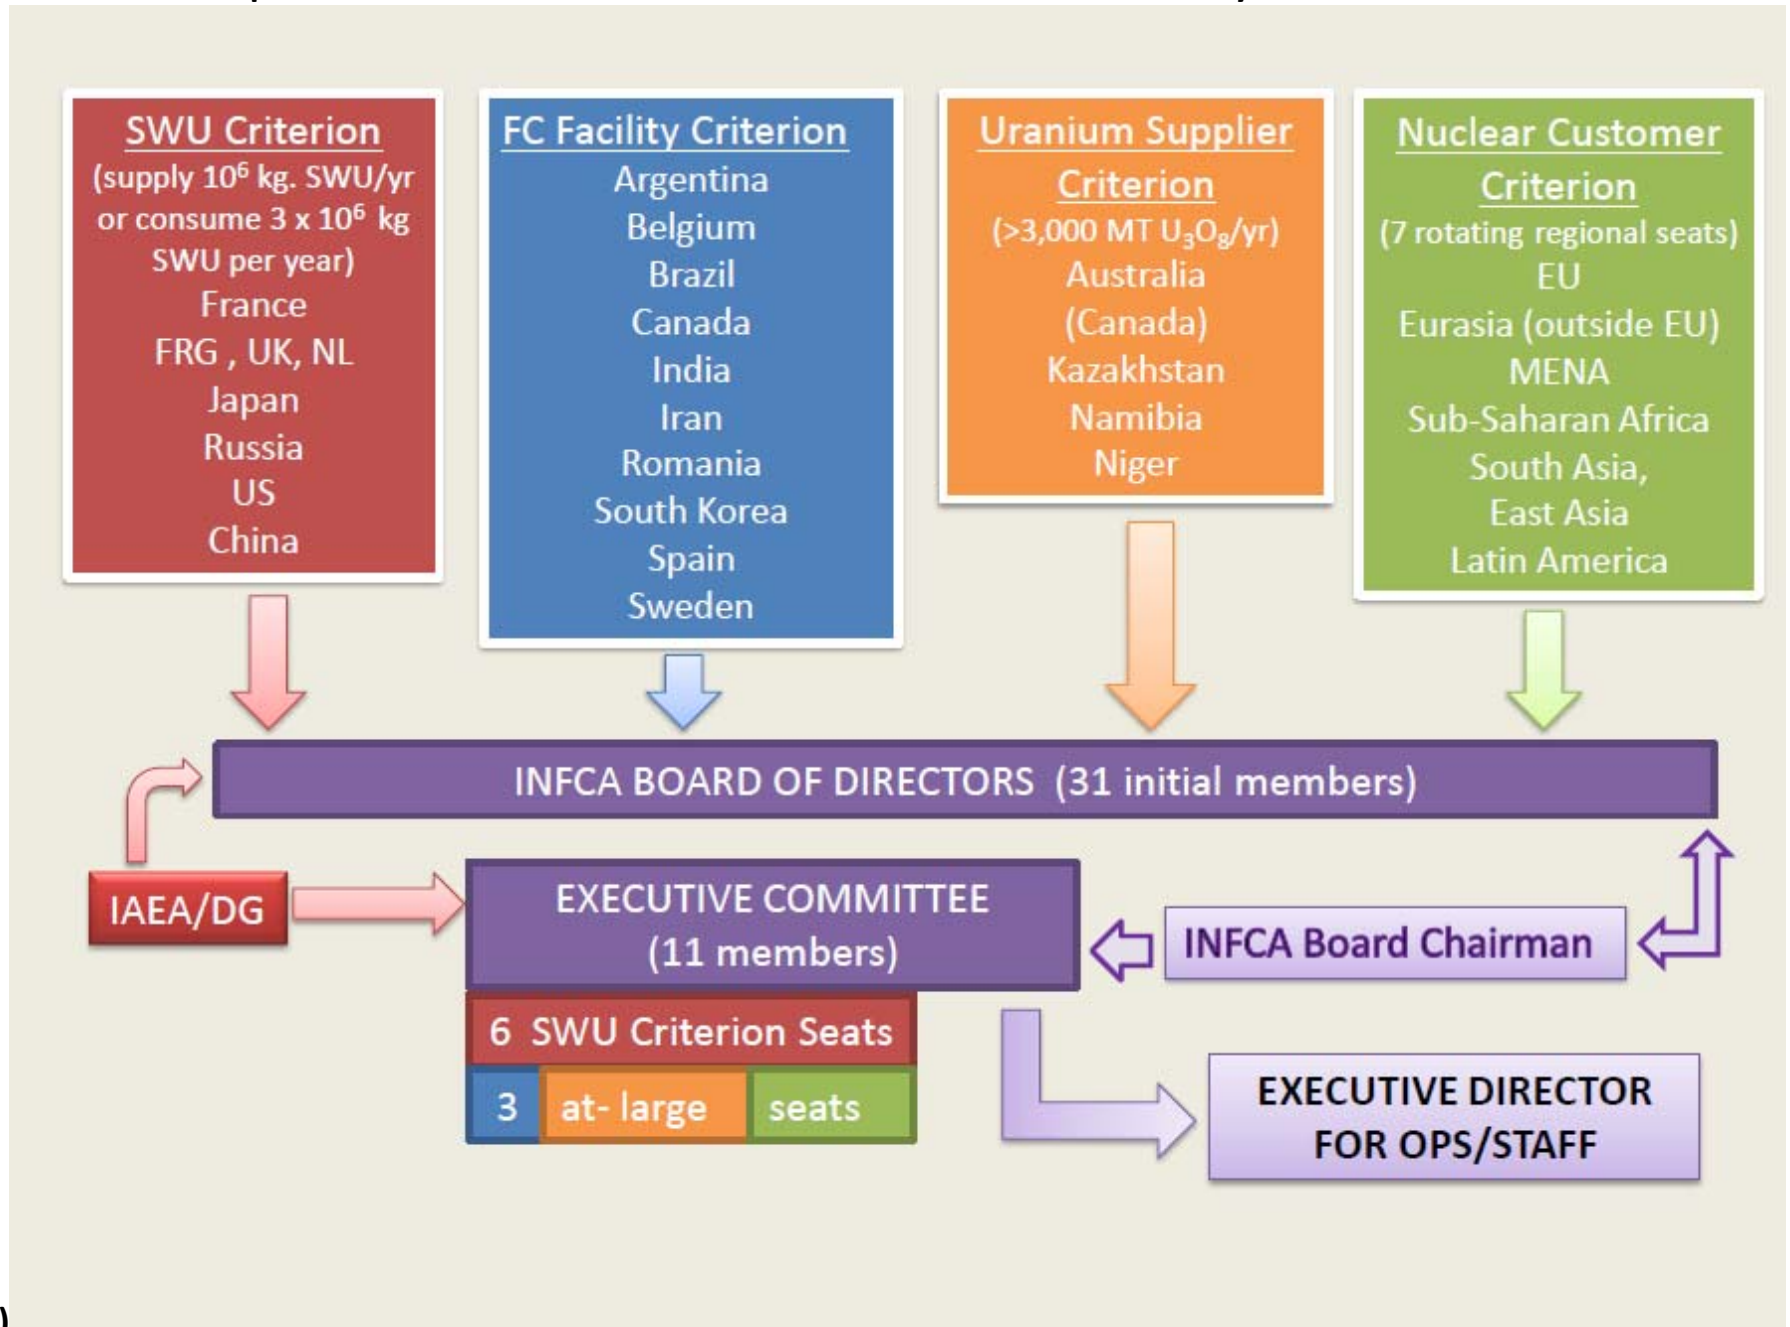 SWU Criterion
(supply 10⁶ kg. SWU/yr
or consume 3 x 10⁶ kg
SWU per year)
France
FRG , UK, NL
Japan
Russia
US
China
FC Facility Criterion
Argentina
Belgium
Brazil
Canada
India
Iran
Romania
South Korea
Spain
Sweden
Uranium Supplier
Criterion
(>3,000 MT U₃O₈/yr)
Australia
(Canada)
Kazakhstan
Namibia
Niger
Nuclear Customer
Criterion
(7 rotating regional seats)
EU
Eurasia (outside EU)
MENA
Sub-Saharan Africa
South Asia,
East Asia
Latin America
INFCA BOARD OF DIRECTORS (31 initial members)
IAEA/DG
EXECUTIVE COMMITTEE
(11 members)
INFCA Board Chairman
6 SWU Criterion Seats
3 at- large seats
EXECUTIVE DIRECTOR
FOR OPS/STAFF
)